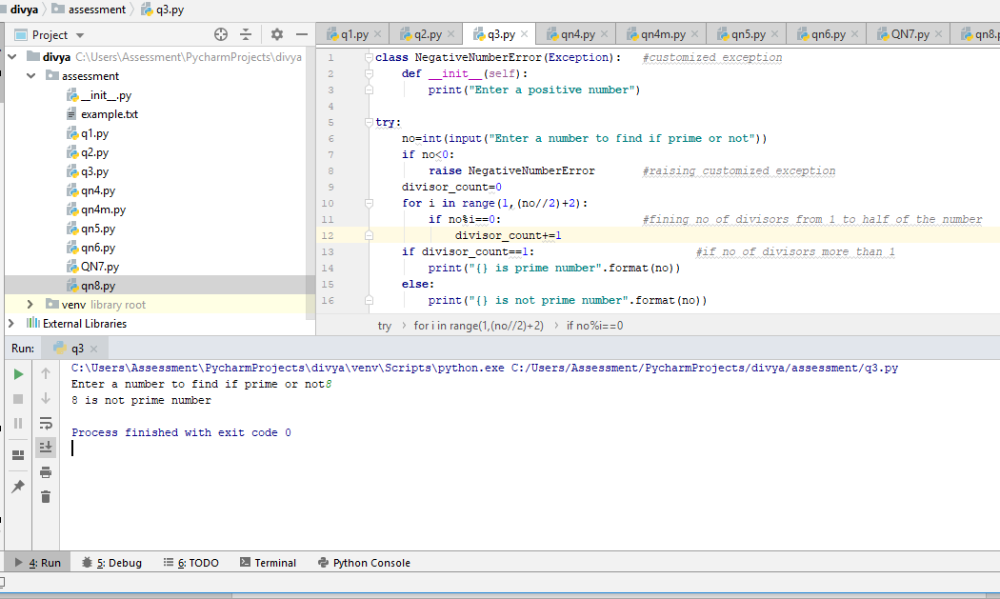 divya assessment q3.py
Project
q1.py q2.py q3.py qn4.py qn4m.py qn5.py qn6.py QN7.py qn8.p
divya C:\Users\Assessment\PycharmProjects\divya
assessment
__init__.py
example.txt
q1.py
q2.py
q3.py
qn4.py
qn4m.py
qn5.py
qn6.py
QN7.py
qn8.py
venv library root
External Libraries
1 class NegativeNumberError(Exception): #customized exception
2 def __init__(self):
3 print("Enter a positive number")
4
5 try:
6 no=int(input("Enter a number to find if prime or not"))
7 if no<0:
8 raise NegativeNumberError #raising customized exception
9 divisor_count=0
10 for i in range(1,(no//2)+2):
11 if no%i==0: #fining no of divisors from 1 to half of the number
12 divisor_count+=1
13 if divisor_count==1: #if no of divisors more than 1
14 print("{} is prime number".format(no))
15 else:
16 print("{} is not prime number".format(no))
try for i in range(1,(no//2)+2) if no%i==0
Run: q3
C:\Users\Assessment\PycharmProjects\divya\venv\Scripts\python.exe C:/Users/Assessment/PycharmProjects/divya/assessment/q3.py
Enter a number to find if prime or not8
8 is not prime number
Process finished with exit code 0
4: Run 5: Debug 6: TODO Terminal Python Console